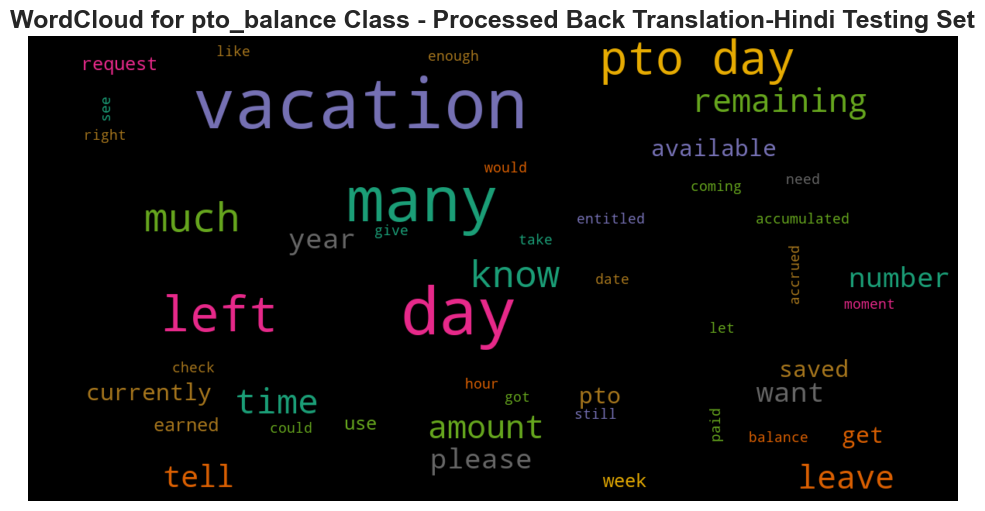 WordCloud for pto_balance Class - Processed Back Translation-Hindi Testing Set
like
enough
pto day
request
vacation
remaining
see
right
available
would
many
coming
need
much
give
year
take
entitled
accumulated
know
date
accrued
number
left
day
moment
let
check
currently
time
hour
got
pto
still
saved
want
earned
could
use
amount
please
paid
balance
get
tell
week
leave